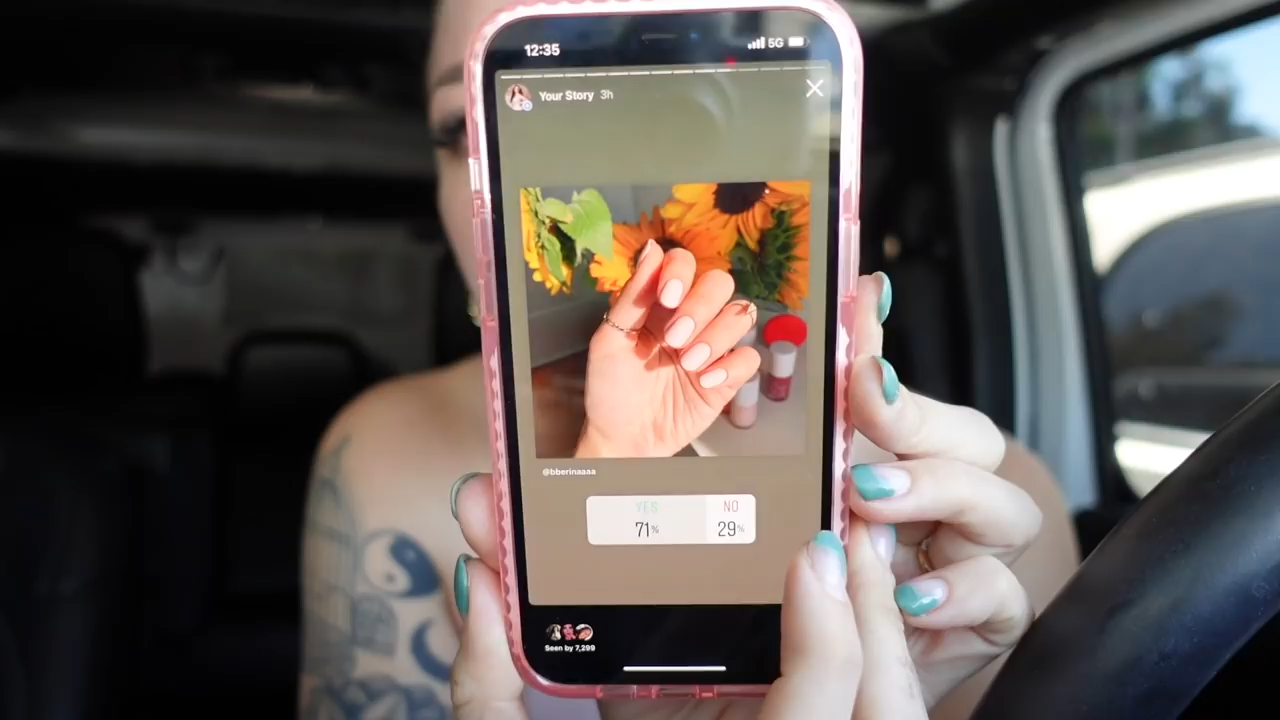 12:35 5G
Your Story 3h
@bberinaaaa
YES NO
71% 29%
Seen by 7,299